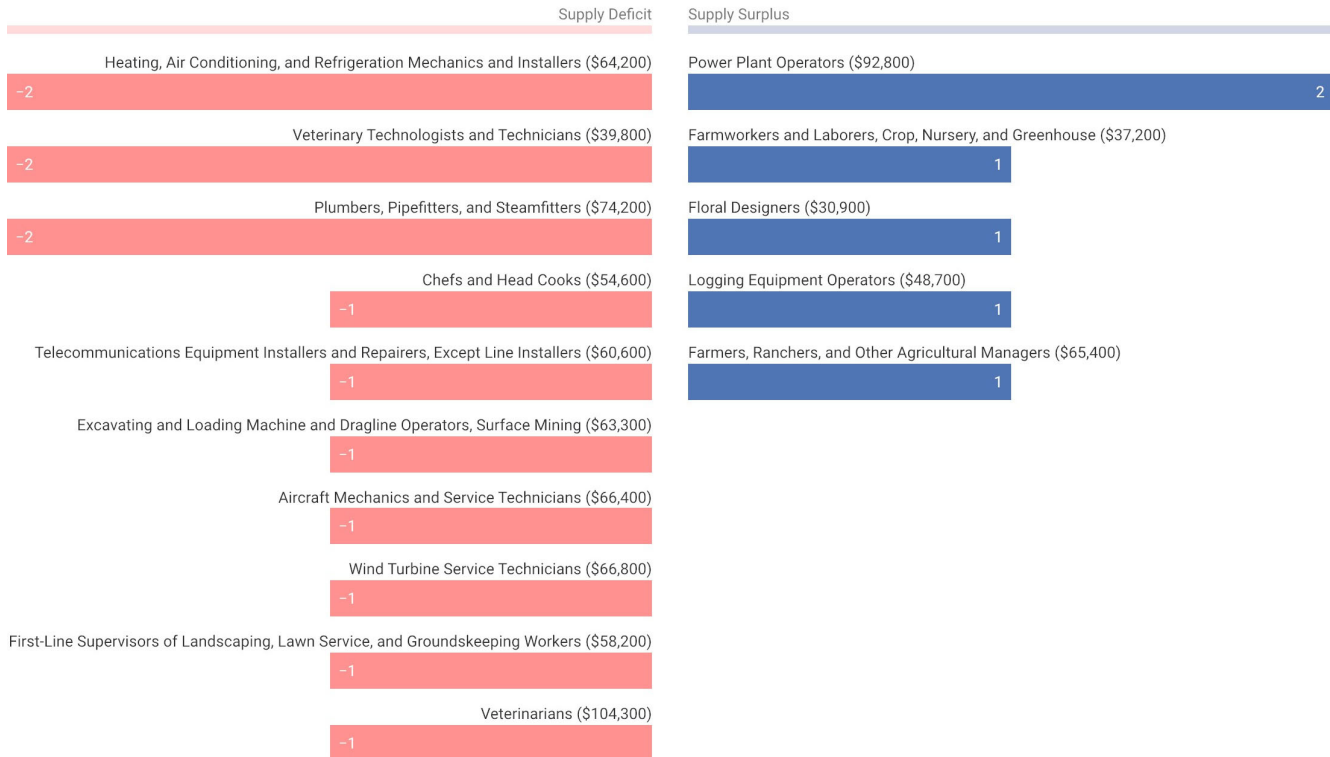 Supply Deficit
Heating, Air Conditioning, and Refrigeration Mechanics and Installers ($64,200)
−2
Veterinary Technologists and Technicians ($39,800)
−2
Plumbers, Pipefitters, and Steamfitters ($74,200)
−2
Chefs and Head Cooks ($54,600)
−1
Telecommunications Equipment Installers and Repairers, Except Line Installers ($60,600)
−1
Excavating and Loading Machine and Dragline Operators, Surface Mining ($63,300)
−1
Aircraft Mechanics and Service Technicians ($66,400)
−1
Wind Turbine Service Technicians ($66,800)
−1
First-Line Supervisors of Landscaping, Lawn Service, and Groundskeeping Workers ($58,200)
−1
Veterinarians ($104,300)
−1
Supply Surplus
Power Plant Operators ($92,800)
2
Farmworkers and Laborers, Crop, Nursery, and Greenhouse ($37,200)
1
Floral Designers ($30,900)
1
Logging Equipment Operators ($48,700)
1
Farmers, Ranchers, and Other Agricultural Managers ($65,400)
1